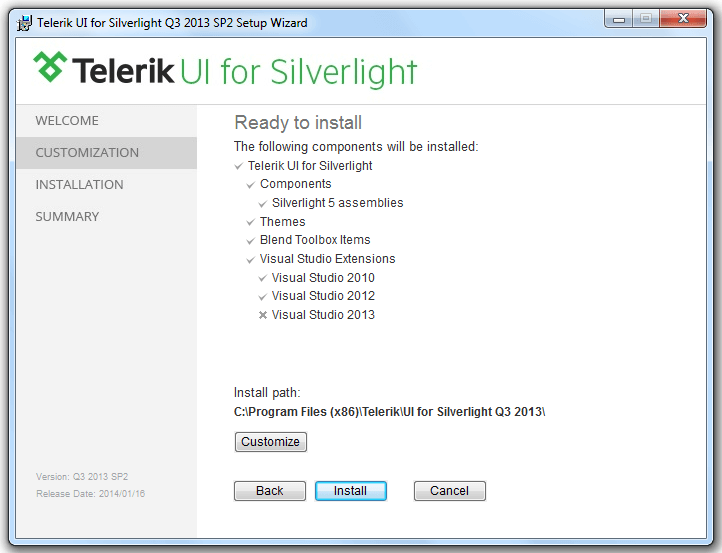 Telerik UI for Silverlight Q3 2013 SP2 Setup Wizard
Telerik UI for Silverlight
WELCOME
CUSTOMIZATION
INSTALLATION
SUMMARY
Ready to install
The following components will be installed:
Telerik UI for Silverlight
Components
Silverlight 5 assemblies
Themes
Blend Toolbox Items
Visual Studio Extensions
Visual Studio 2010
Visual Studio 2012
Visual Studio 2013
Install path:
C:\Program Files (x86)\Telerik\UI for Silverlight Q3 2013\
Customize
Version: Q3 2013 SP2
Release Date: 2014/01/16
Back Install Cancel